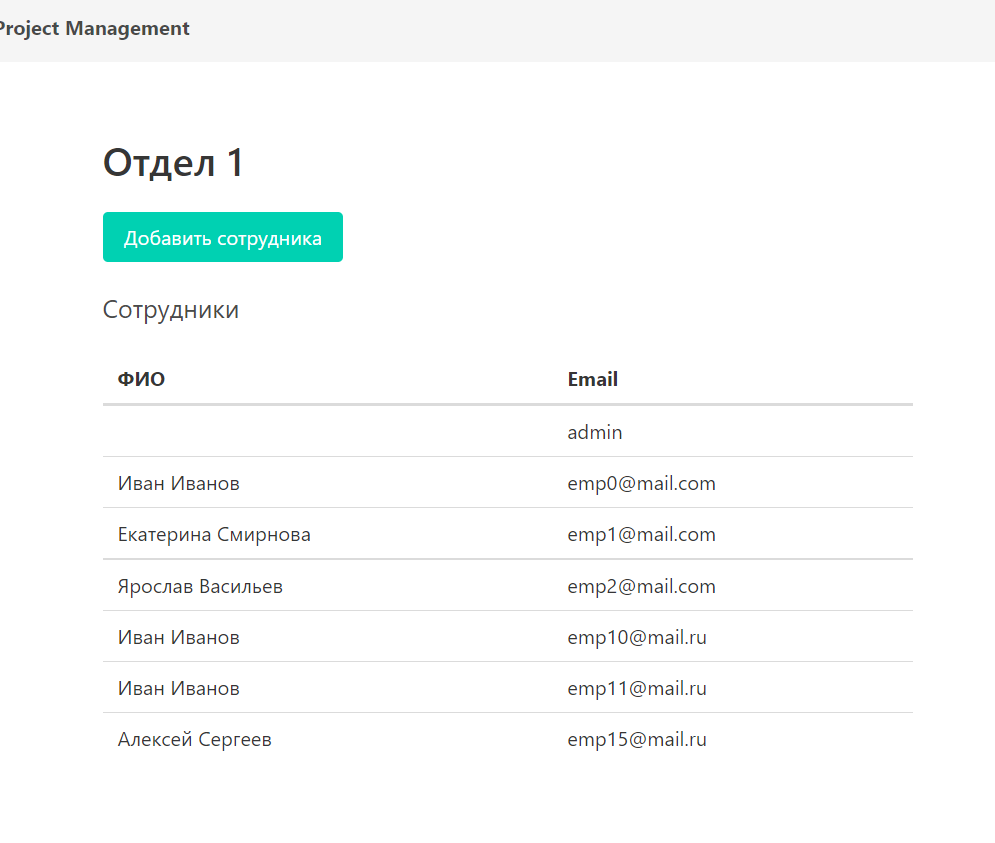 Project Management
Отдел 1
Добавить сотрудника
Сотрудники
ФИО Email
admin
Иван Иванов emp0@mail.com
Екатерина Смирнова emp1@mail.com
Ярослав Васильев emp2@mail.com
Иван Иванов emp10@mail.ru
Иван Иванов emp11@mail.ru
Алексей Сергеев emp15@mail.ru